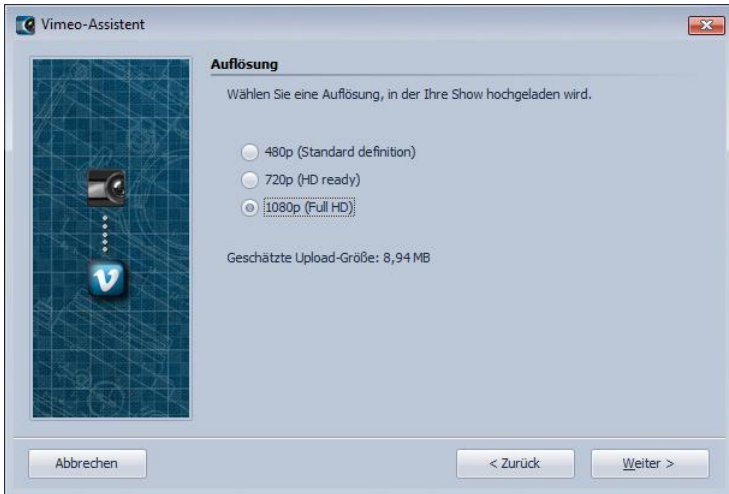 Vimeo-Assistent
Auflösung
Wählen Sie eine Auflösung, in der Ihre Show hochgeladen wird.
480p (Standard definition)
720p (HD ready)
1080p (Full HD)
Geschätzte Upload-Größe: 8,94 MB
Abbrechen
< Zurück
Weiter >